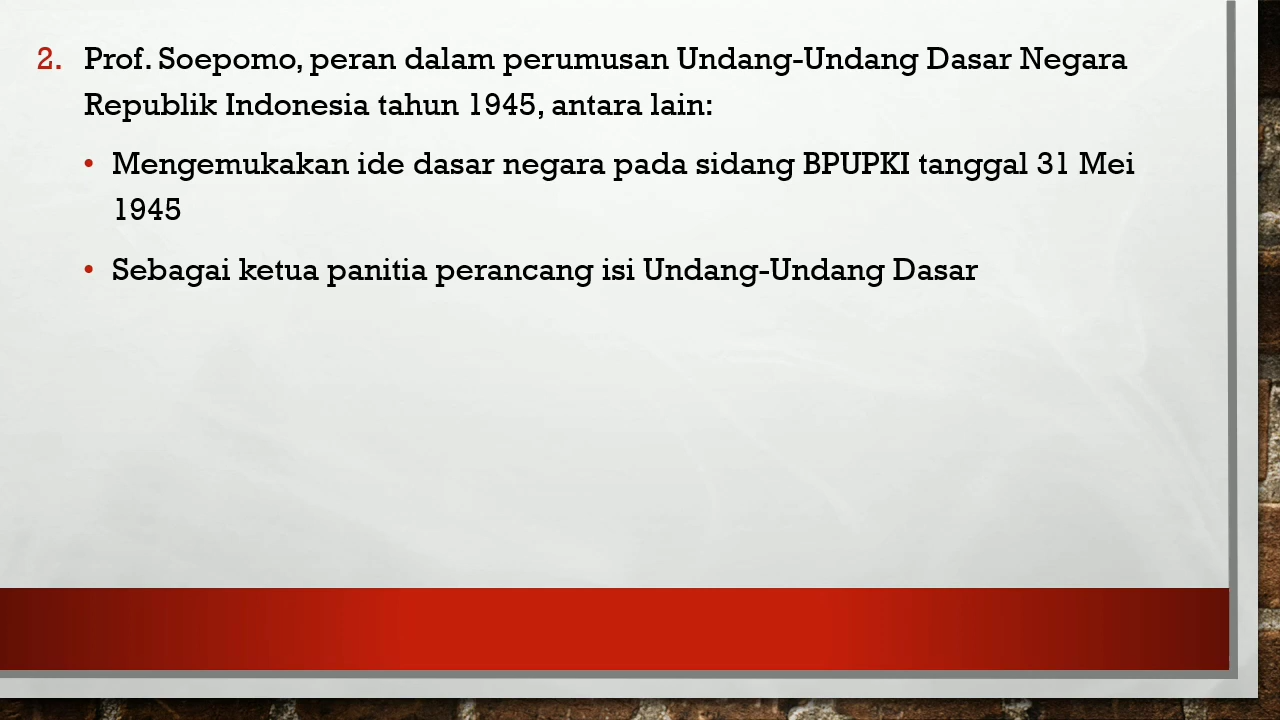 2. Prof. Soepomo, peran dalam perumusan Undang-Undang Dasar Negara
Republik Indonesia tahun 1945, antara lain:
• Mengemukakan ide dasar negara pada sidang BPUPKI tanggal 31 Mei
1945
• Sebagai ketua panitia perancang isi Undang-Undang Dasar